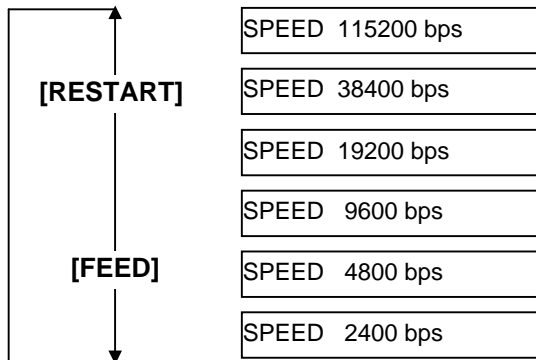 SPEED 115200 bps
[RESTART]
SPEED 38400 bps
SPEED 19200 bps
SPEED 9600 bps
[FEED]
SPEED 4800 bps
SPEED 2400 bps